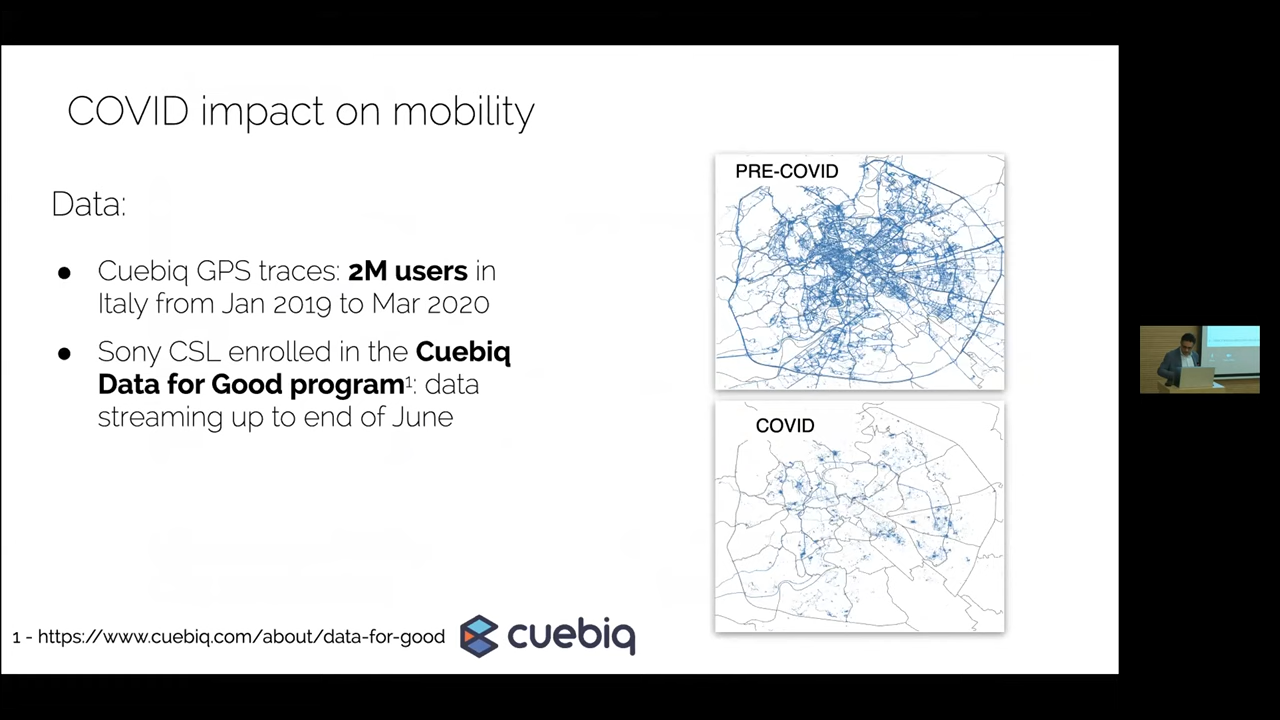 COVID impact on mobility
Data:
● Cuebiq GPS traces: 2M users in
Italy from Jan 2019 to Mar 2020
● Sony CSL enrolled in the Cuebiq
Data for Good program¹: data
streaming up to end of June
PRE-COVID
COVID
1 - https://www.cuebiq.com/about/data-for-good
cuebiq